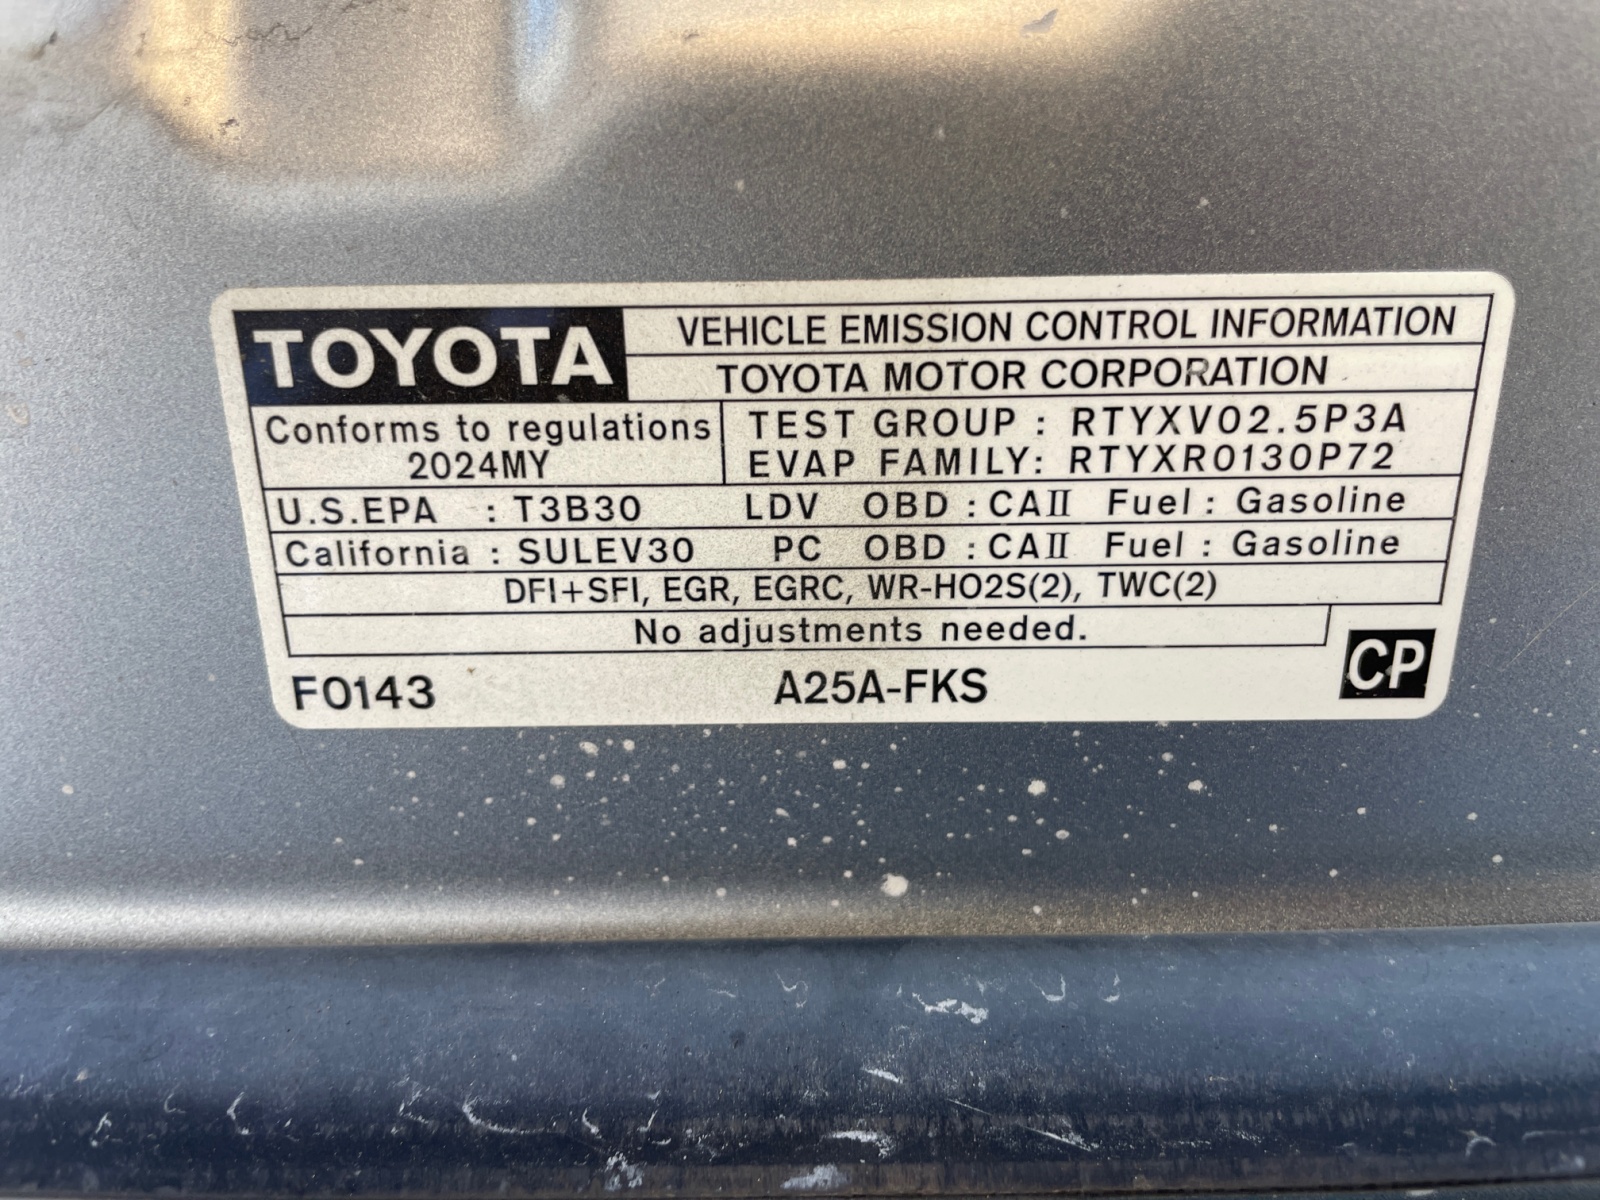 TOYOTA
VEHICLE EMISSION CONTROL INFORMATION
TOYOTA MOTOR CORPORATION
Conforms to regulations
2024MY
TEST GROUP : RTYXV02.5P3A
EVAP FAMILY: RTYXR0130P72
U.S.EPA : T3B30 LDV OBD : CAII Fuel : Gasoline
California : SULEV30 PC OBD : CAII Fuel : Gasoline
DFI+SFI, EGR, EGRC, WR-HO2S(2), TWC(2)
No adjustments needed.
F0143 A25A-FKS CP